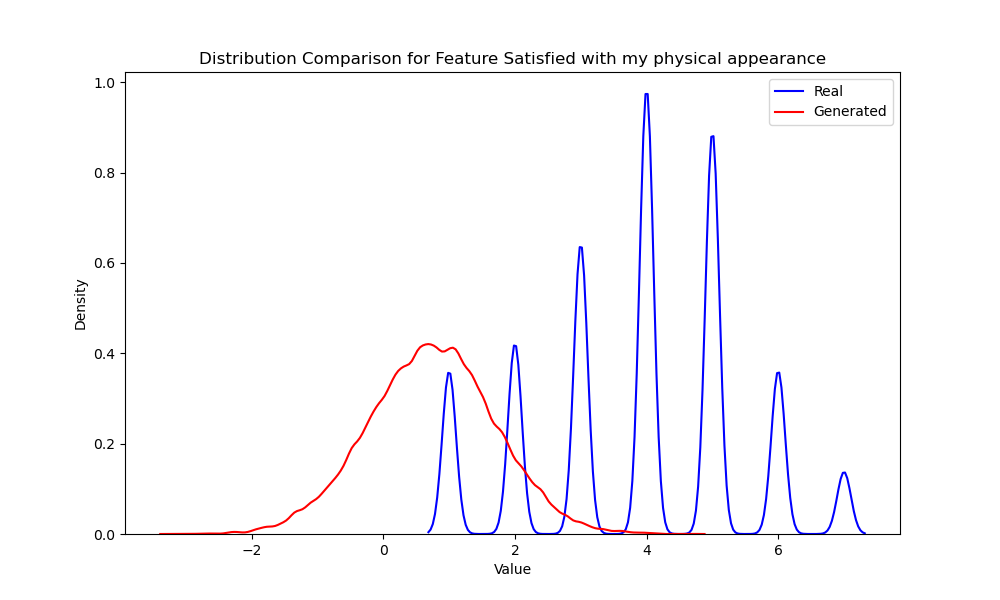 Distribution Comparison for Feature Satisfied with my physical appearance
Real
Generated
Density
1.0
0.8
0.6
0.4
0.2
0.0
−2
0
2
4
6
Value